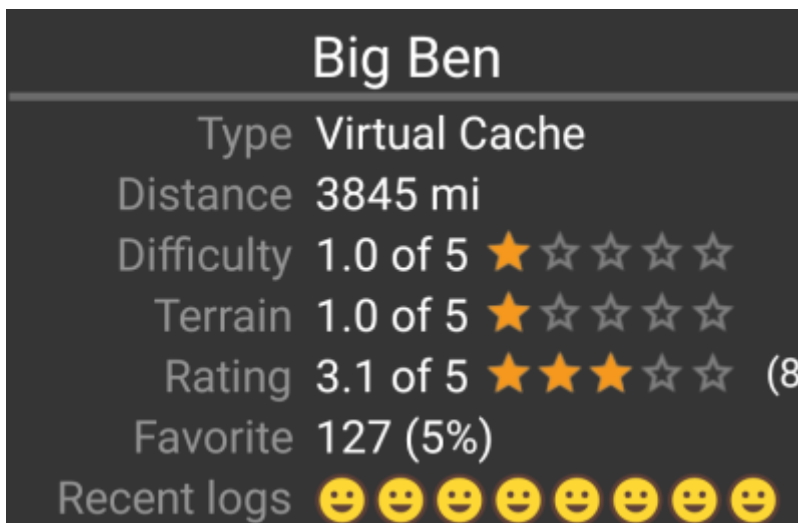 Big Ben
Type Virtual Cache
Distance 3845 mi
Difficulty 1.0 of 5
Terrain 1.0 of 5
Rating 3.1 of 5 (8
Favorite 127 (5%)
Recent logs